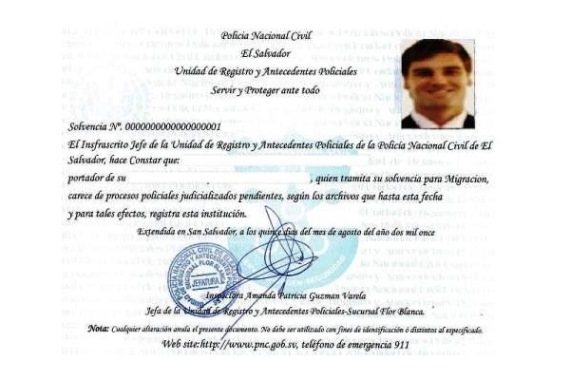 Policia Nacional Civil
El Salvador
Unidad de Registro y Antecedentes Policiales
Servir y Proteger ante todo
Solvencia Nº. 0000000000000000001
El Insfrascrito Jefe de la Unidad de Registro y Antecedentes Policiales de la Policía Nacional Civil de El
Salvador, hace Constar que:
portador de su , quien tramita su solvencia para Migracion,
carece de procesos policiales judicializados pendientes, según los archivos que hasta esta fecha
y para tales efectos, registra esta institución.
Extendida en San Salvador, a los quince días del mes de agosto del año dos mil once
JEFATURA
Inspectora Amanda Patricia Guzman Varela
Jefa de la Unidad de Registro y Antecedentes Policiales-Sucursal Flor Blanca.
Nota: Cualquier alteración anula el presente documento. No debe ser utilizado con fines de identificación ó distintos al especificado.
Web site:http://www.pnc.gob.sv, teléfono de emergencia 911